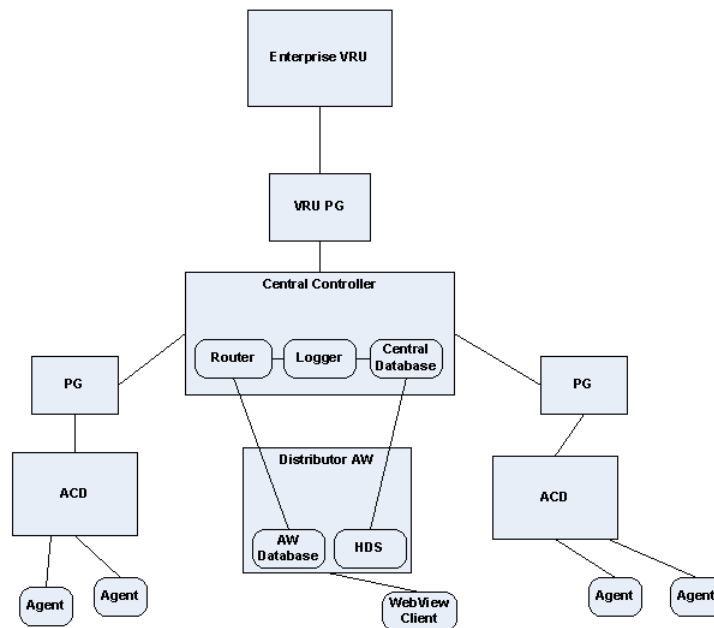 Enterprise VRU
VRU PG
Central Controller
Router
Logger
Central
Database
PG
PG
Distributor AW
ACD
ACD
AW
Database
HDS
Agent
Agent
WebView
Client
Agent
Agent